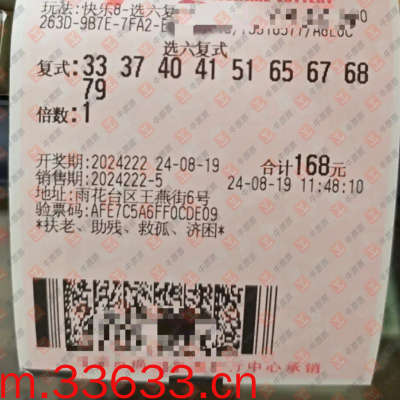 玩法:快乐8-选六复
263D-9B7E-7FA2-E
选六复式
复式:33 37 40 41 51 65 67 68
79
倍数:1
开奖期:2024222 24-08-19 合计168元
销售期:2024222-5 24-08-19 11:48:10
地址:雨花台区王燕街6号
验票码:AFE7C5A6FF0CDE09
*扶老、助残、救孤、济困*
中心承销
m.33633.cn